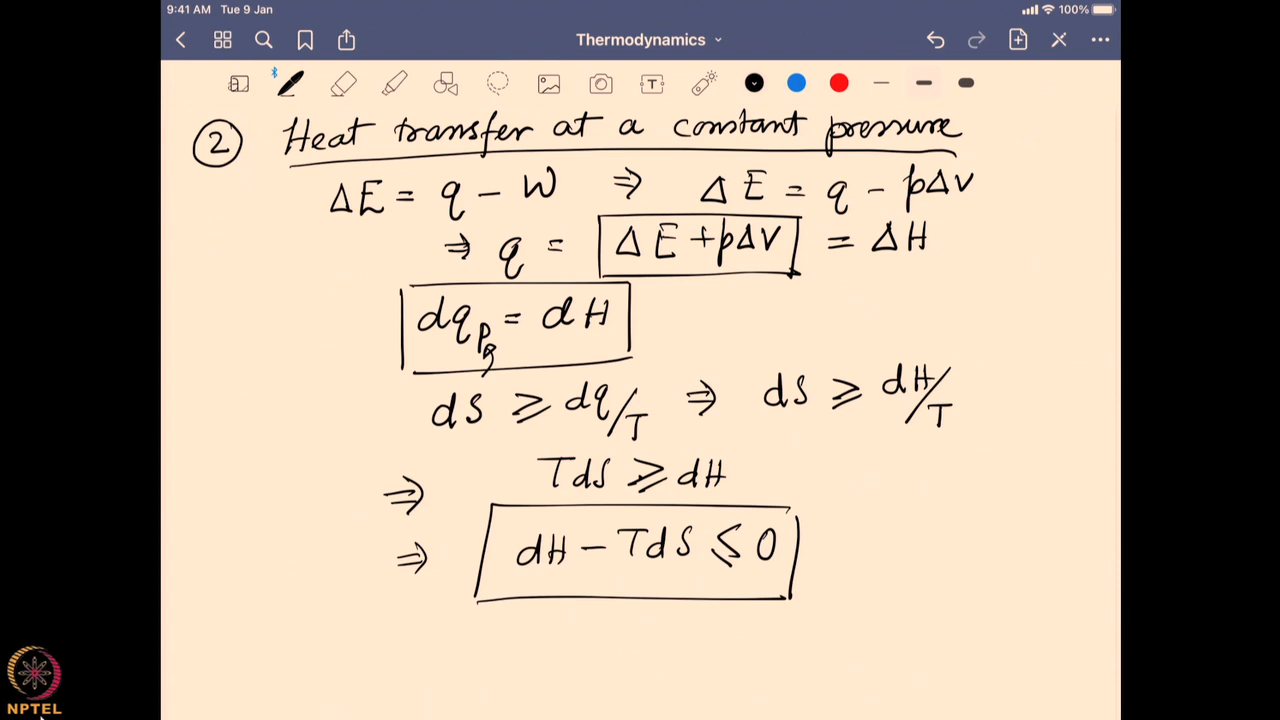 9:41 AM Tue 9 Jan 100%
Thermodynamics
T
② Heat transfer at a constant pressure
ΔE = q - W ⇒ ΔE = q - pΔV
⇒ q = ΔE + pΔV = ΔH
dq_p = dH
dS ≥ dq/T ⇒ dS ≥ dH/T
⇒ TdS ≥ dH
⇒ dH - TdS ≤ 0
NPTEL